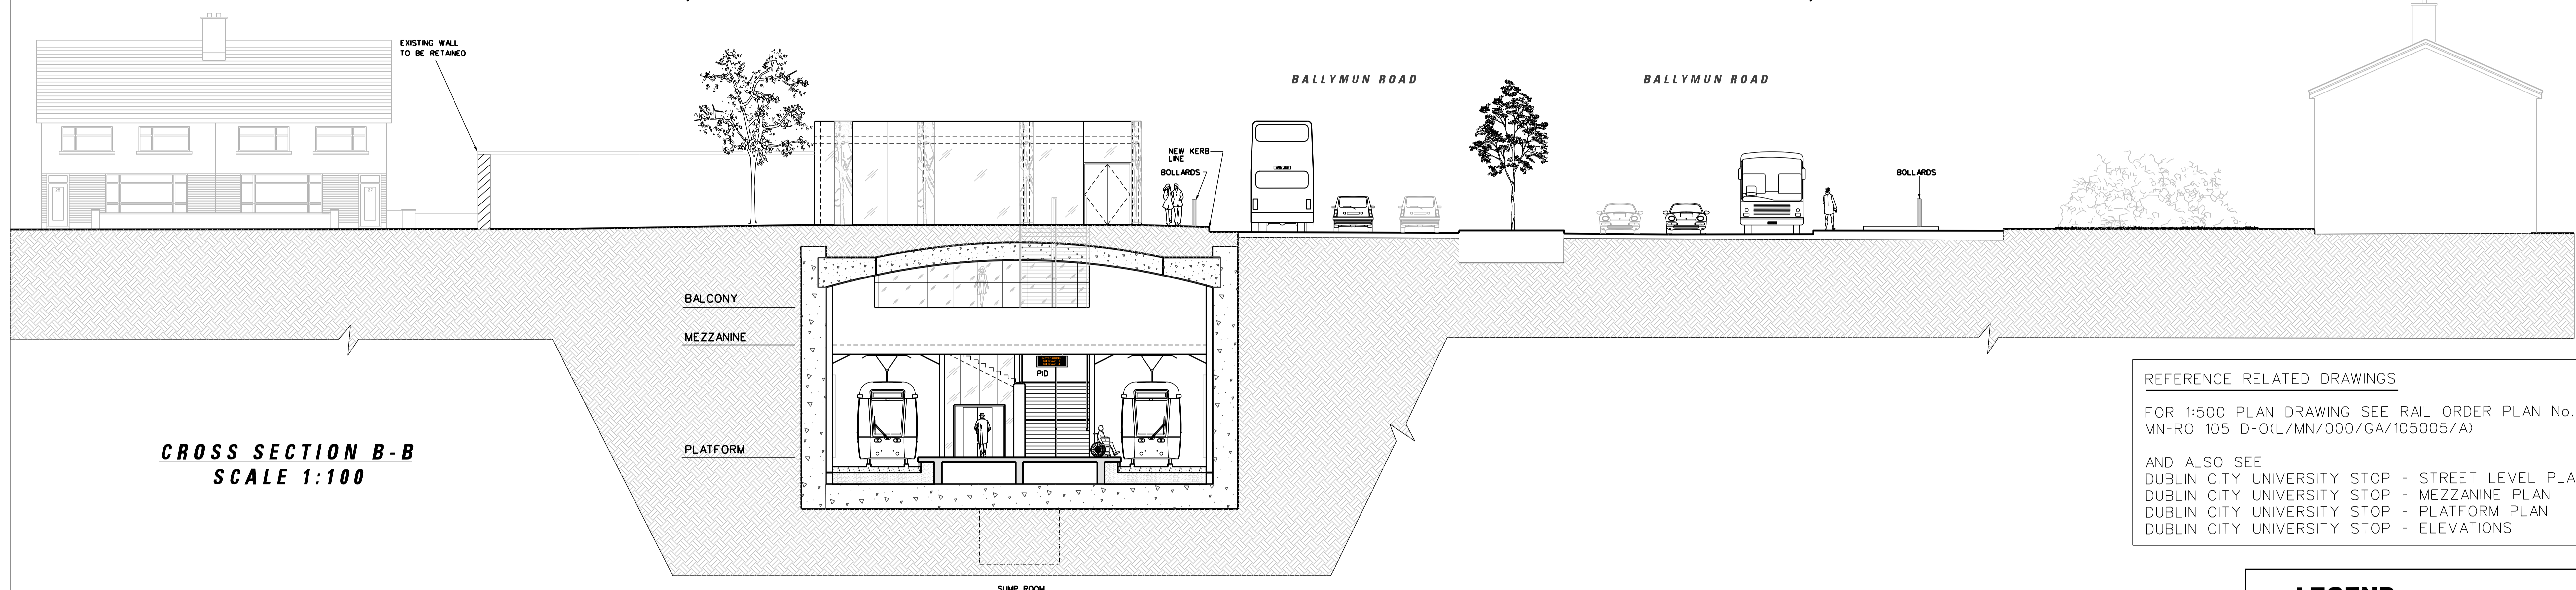 EXISTING WALL
TO BE RETAINED
BALLYMUN ROAD
BALLYMUN ROAD
NEW KERB
LINE
BOLLARDS
BOLLARDS
BALCONY
MEZZANINE
PID
PLATFORM
CROSS SECTION B-B
SCALE 1:100
REFERENCE RELATED DRAWINGS
FOR 1:500 PLAN DRAWING SEE RAIL ORDER PLAN No.
MN-RO 105 D-O(L/MN/000/GA/105005/A)
AND ALSO SEE
DUBLIN CITY UNIVERSITY STOP - STREET LEVEL PLA
DUBLIN CITY UNIVERSITY STOP - MEZZANINE PLAN
DUBLIN CITY UNIVERSITY STOP - PLATFORM PLAN
DUBLIN CITY UNIVERSITY STOP - ELEVATIONS
SUMP ROOM
LEGEND